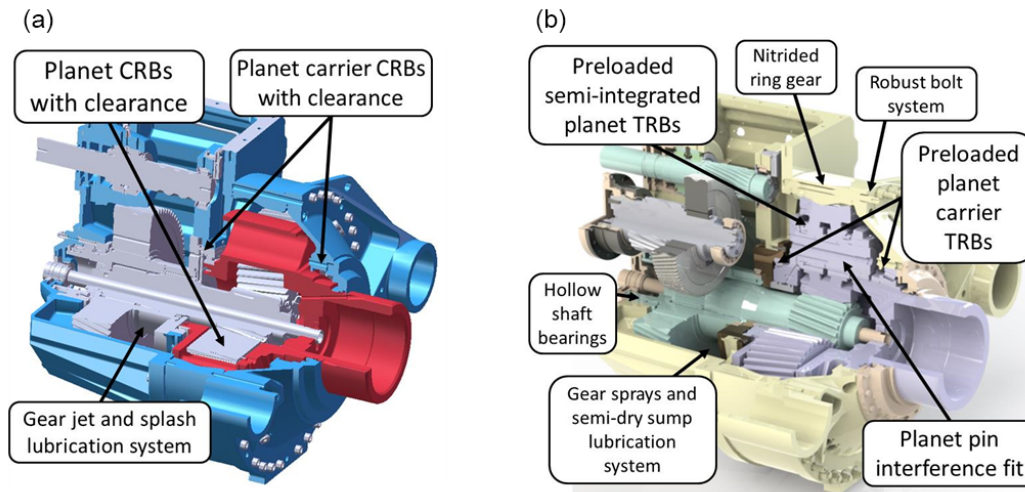 (a)
Planet CRBs
with clearance
Planet carrier CRBs
with clearance
Gear jet and splash
lubrication system
(b)
Preloaded
semi-integrated
planet TRBs
Nitrided
ring gear
Robust bolt
system
Preloaded
planet
carrier
TRBs
Hollow
shaft
bearings
Gear sprays and
semi-dry sump
lubrication
system
Planet pin
interference fit